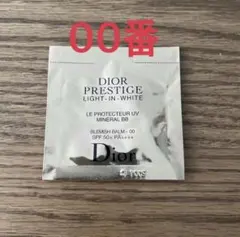 00番
DIOR
PRESTIGE
LIGHT-IN-WHITE
LE PROTECTEUR UV
MINERAL BB
BLEMISH BALM - 00
SPF 50+ PA++++
Dior